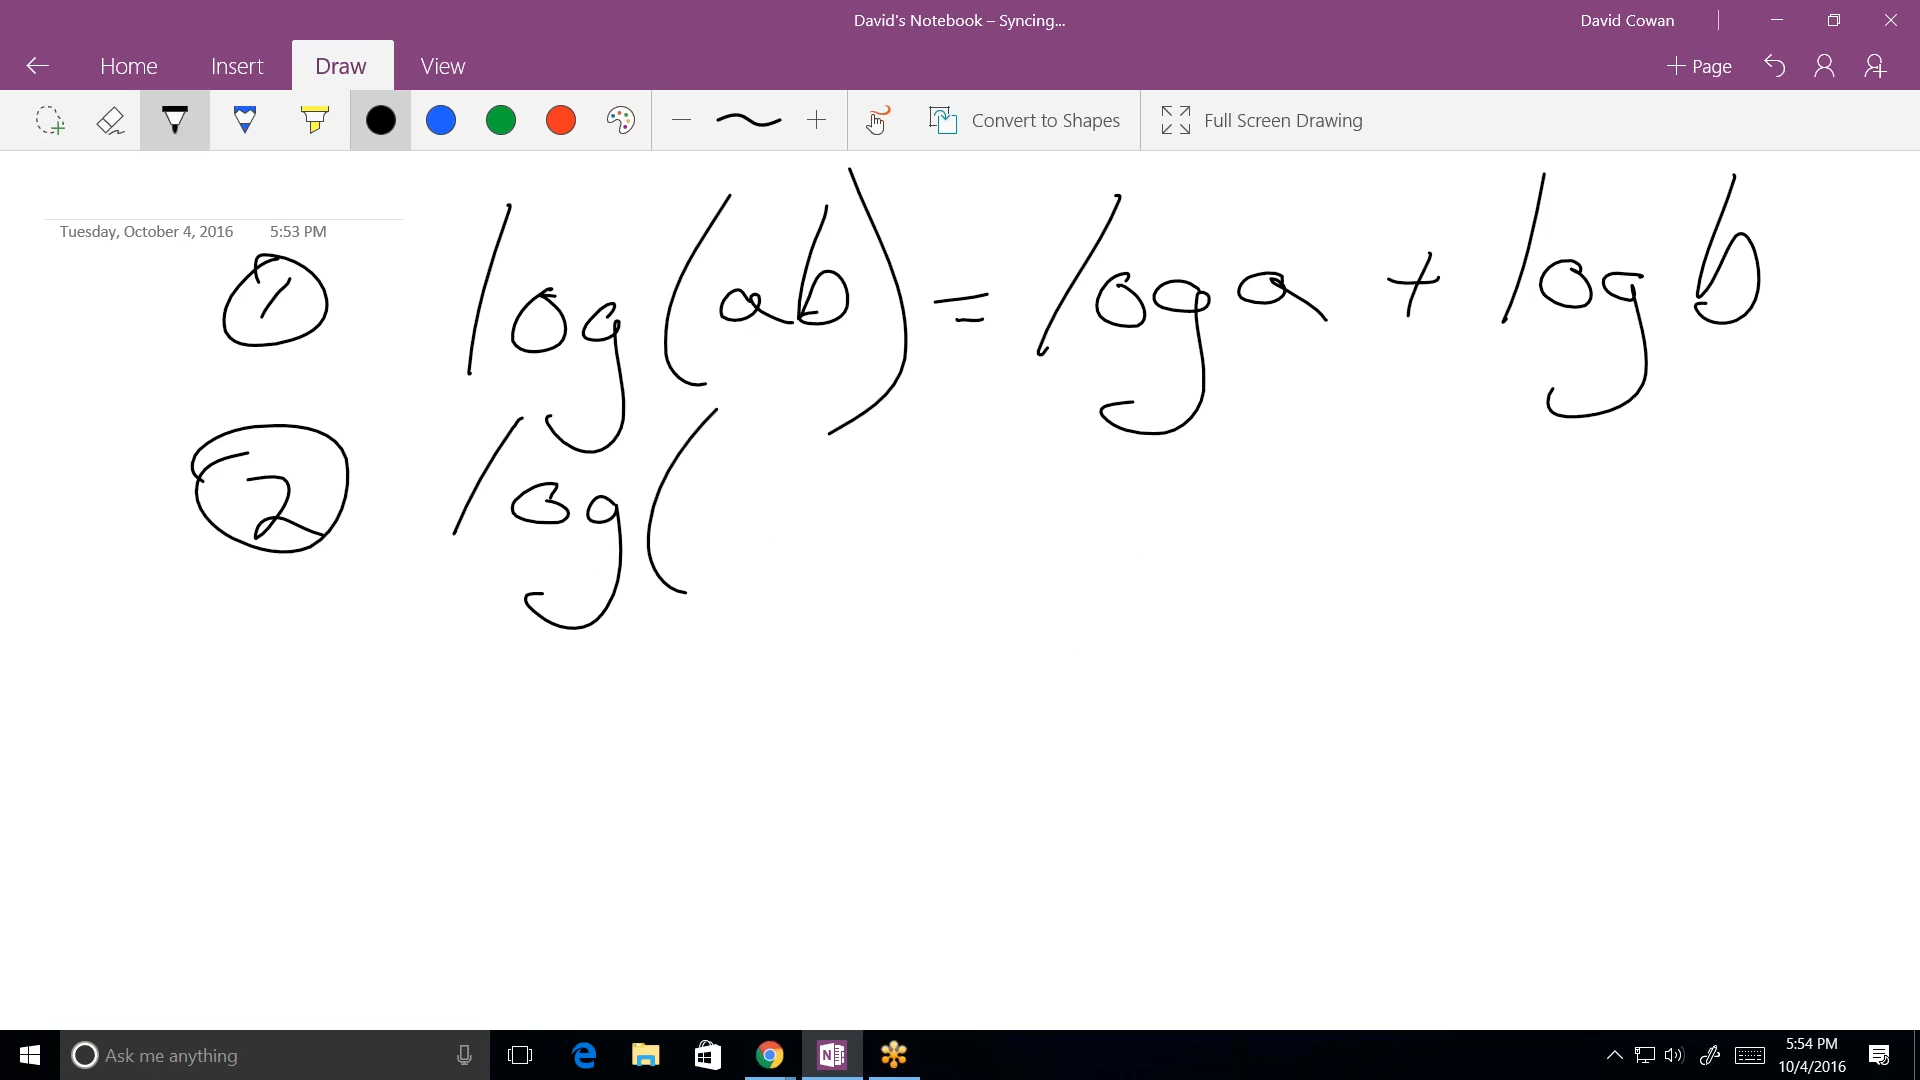 David's Notebook – Syncing...
David Cowan
Home Insert Draw View
Page
Convert to Shapes
Full Screen Drawing
Tuesday, October 4, 2016 5:53 PM
① log(ab) = log a + log b
② log(
Ask me anything
N
5:54 PM
10/4/2016